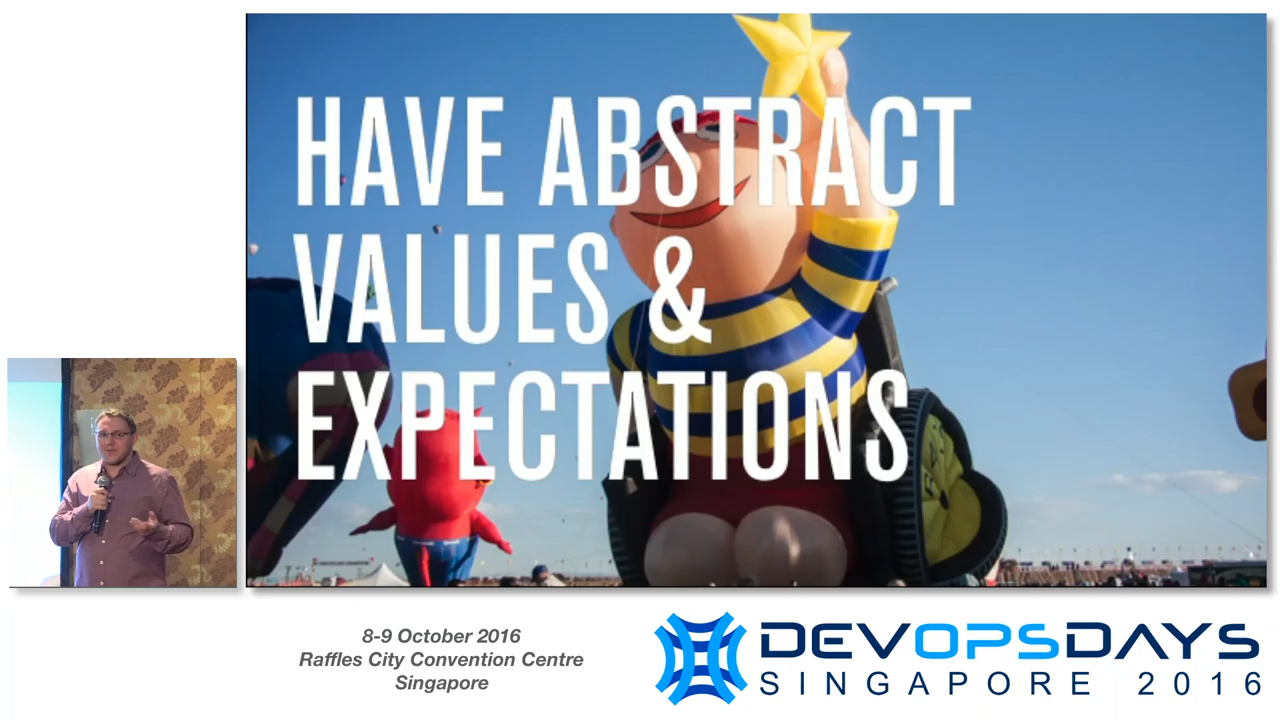 HAVE ABSTRACT
VALUES &
EXPECTATIONS
8-9 October 2016
Raffles City Convention Centre
Singapore
DEVOPSDAYS
SINGAPORE 2016